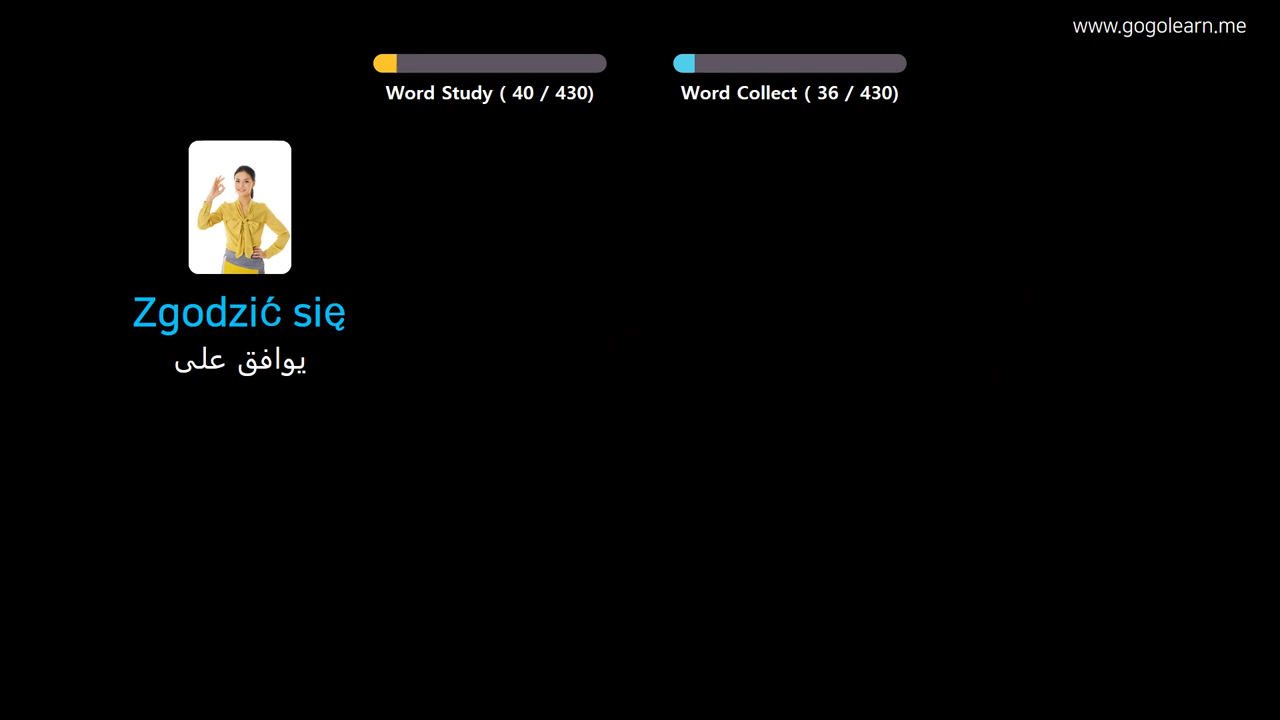 www.gogolearn.me
Word Study ( 40 / 430)
Word Collect ( 36 / 430)
Zgodzić się
يوافق على